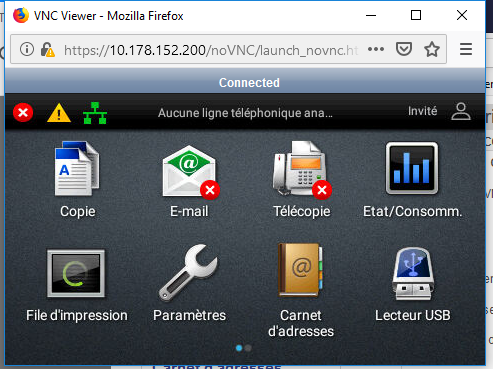 VNC Viewer - Mozilla Firefox
https://10.178.152.200/noVNC/launch_novnc.h
Connected
Aucune ligne téléphonique ana...
Invité
Copie
E-mail
Télécopie
Etat/Consomm.
File d'impression
Paramètres
Carnet
d'adresses
Lecteur USB